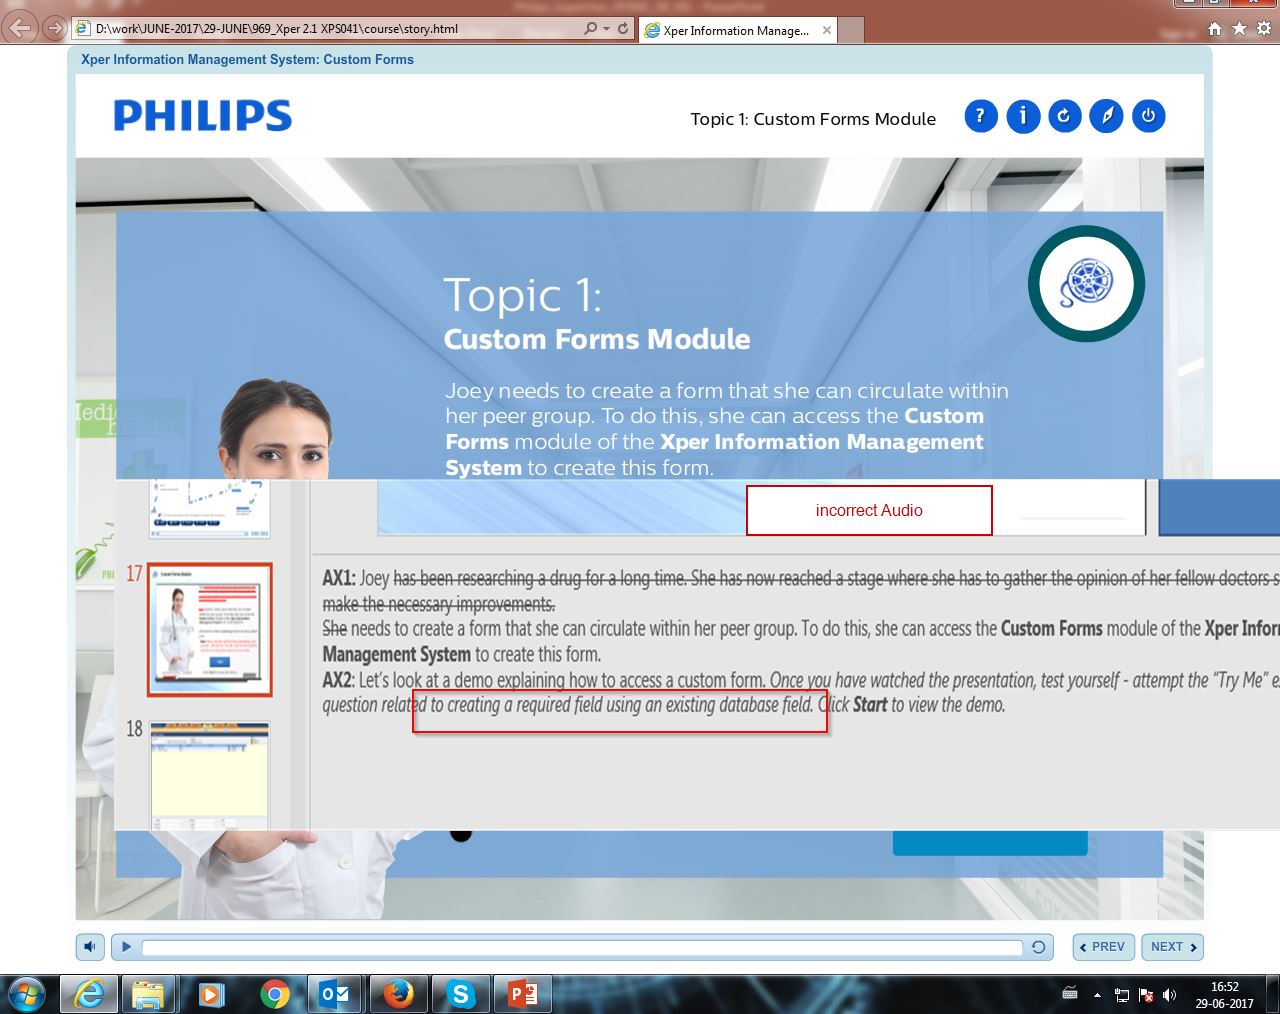 D:\work\JUNE-2017\29-JUNE\969_Xper 2.1 XPS041\course\story.html
Xper Information Manage...
Xper Information Management System: Custom Forms
PHILIPS
Topic 1: Custom Forms Module
Topic 1:
Custom Forms Module
Joey needs to create a form that she can circulate within
her peer group. To do this, she can access the Custom
Forms module of the Xper Information Management
System to create this form.
Medical
health
incorrect Audio
17
AX1: Joey has been researching a drug for a long time. She has now reached a stage where she has to gather the opinion of her fellow doctors
make the necessary improvements.
She needs to create a form that she can circulate within her peer group. To do this, she can access the Custom Forms module of the Xper Infor
Management System to create this form.
AX2: Let's look at a demo explaining how to access a custom form. Once you have watched the presentation, test yourself - attempt the "Try Me" e
question related to creating a required field using an existing database field. Click Start to view the demo.
18
PREV
NEXT
16:52
29-06-2017